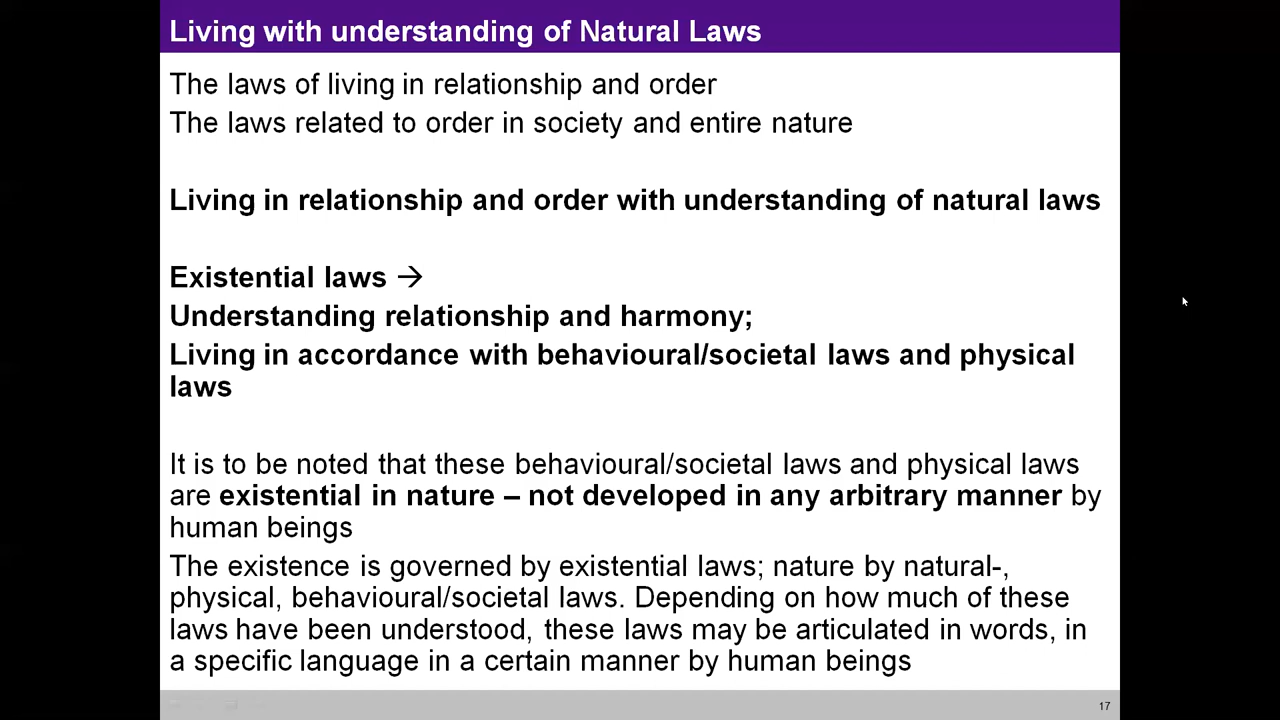 Living with understanding of Natural Laws
The laws of living in relationship and order
The laws related to order in society and entire nature
Living in relationship and order with understanding of natural laws
Existential laws →
Understanding relationship and harmony;
Living in accordance with behavioural/societal laws and physical
laws
It is to be noted that these behavioural/societal laws and physical laws
are existential in nature – not developed in any arbitrary manner by
human beings
The existence is governed by existential laws; nature by natural-,
physical, behavioural/societal laws. Depending on how much of these
laws have been understood, these laws may be articulated in words, in
a specific language in a certain manner by human beings
17